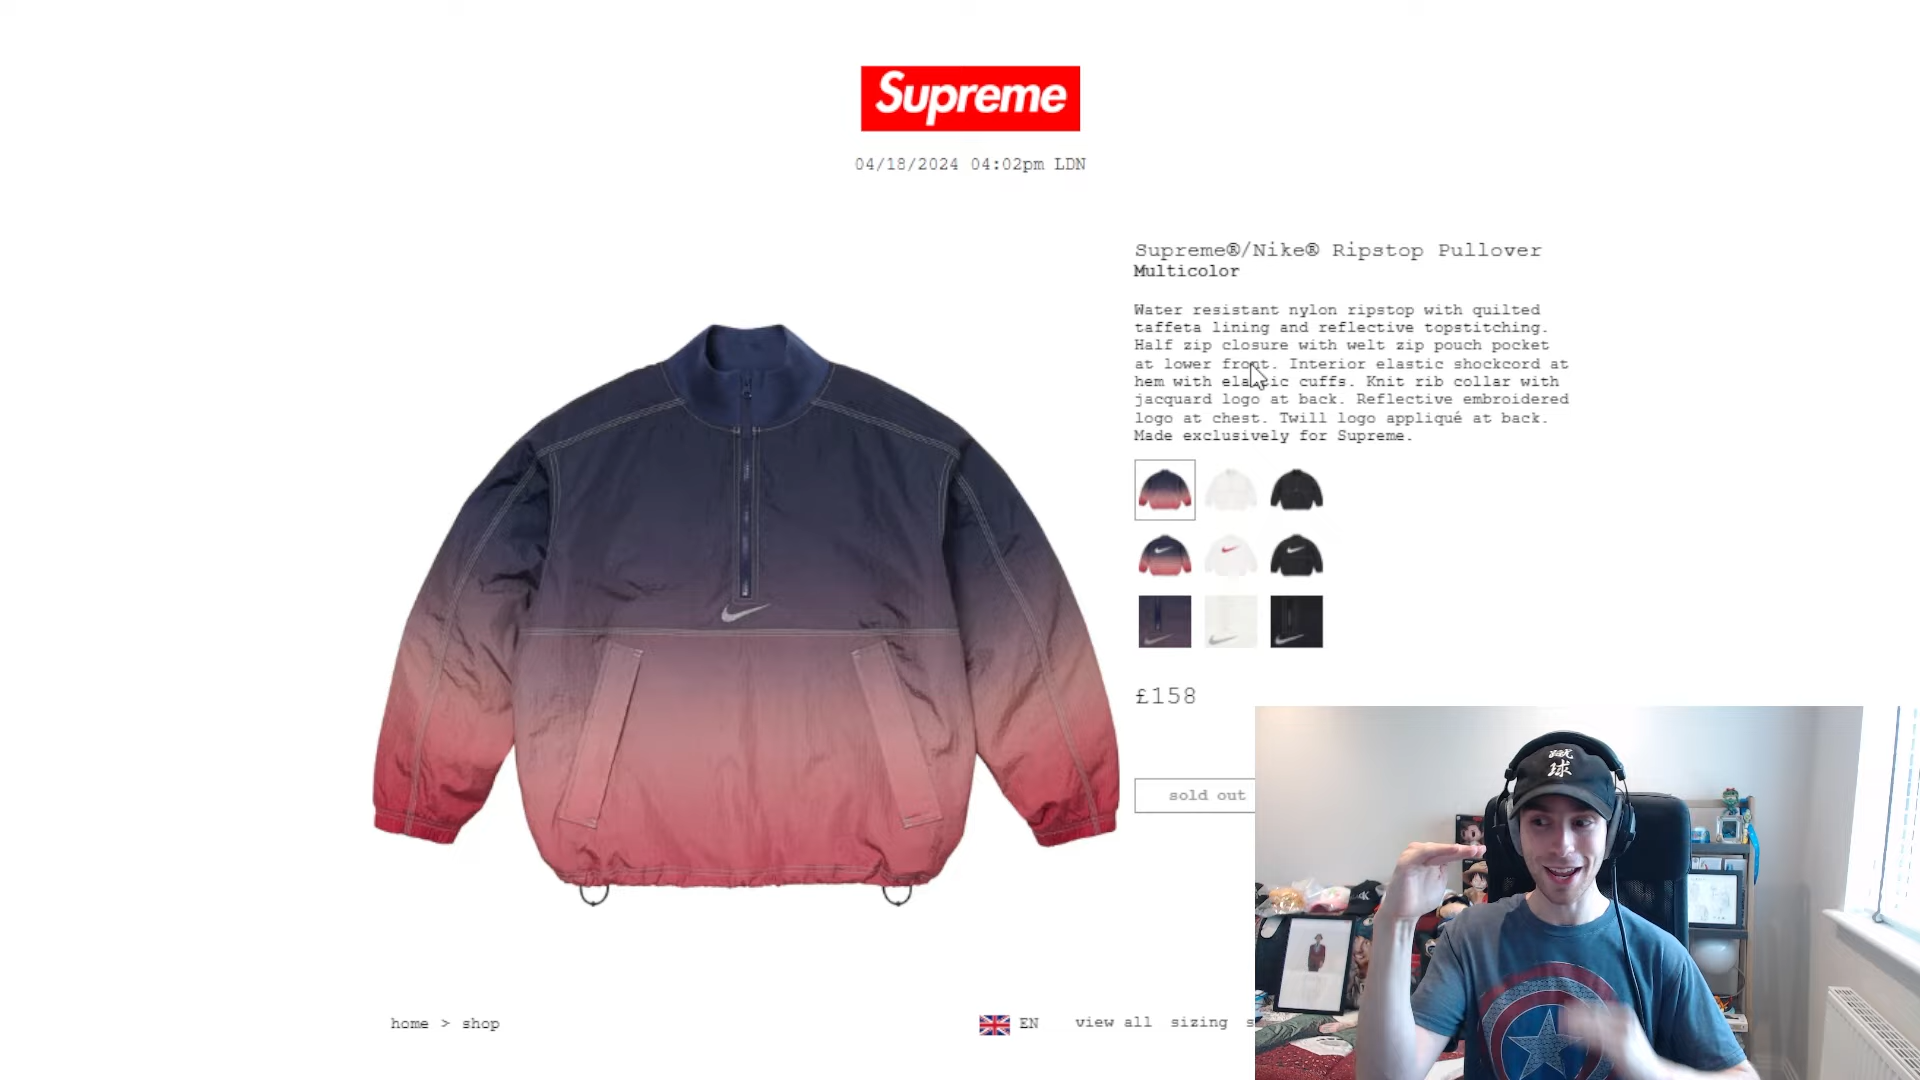 Supreme
04/18/2024 04:02pm LDN
Supreme®/Nike® Ripstop Pullover
Multicolor
Water resistant nylon ripstop with quilted
taffeta lining and reflective topstitching.
Half zip closure with welt zip pouch pocket
at lower front. Interior elastic shockcord at
hem with elastic cuffs. Knit rib collar with
jacquard logo at back. Reflective embroidered
logo at chest. Twill logo appliqué at back.
Made exclusively for Supreme.
£158
sold out
home > shop
EN view all sizing s
球